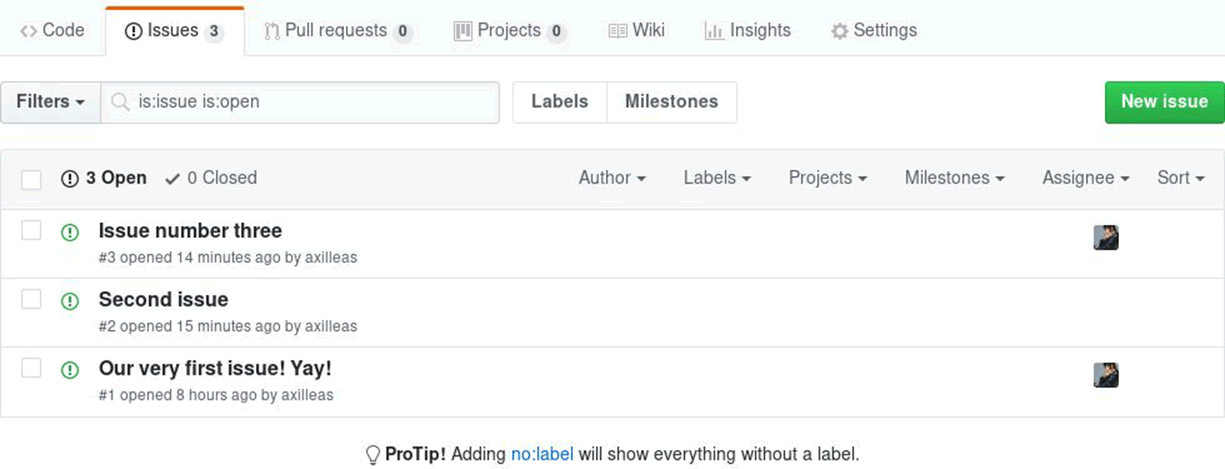 Code Issues 3 Pull requests 0 Projects 0 Wiki Insights Settings
Filters is:issue is:open Labels Milestones New issue
3 Open 0 Closed Author Labels Projects Milestones Assignee Sort
Issue number three
#3 opened 14 minutes ago by axilleas
Second issue
#2 opened 15 minutes ago by axilleas
Our very first issue! Yay!
#1 opened 8 hours ago by axilleas
ProTip! Adding no:label will show everything without a label.